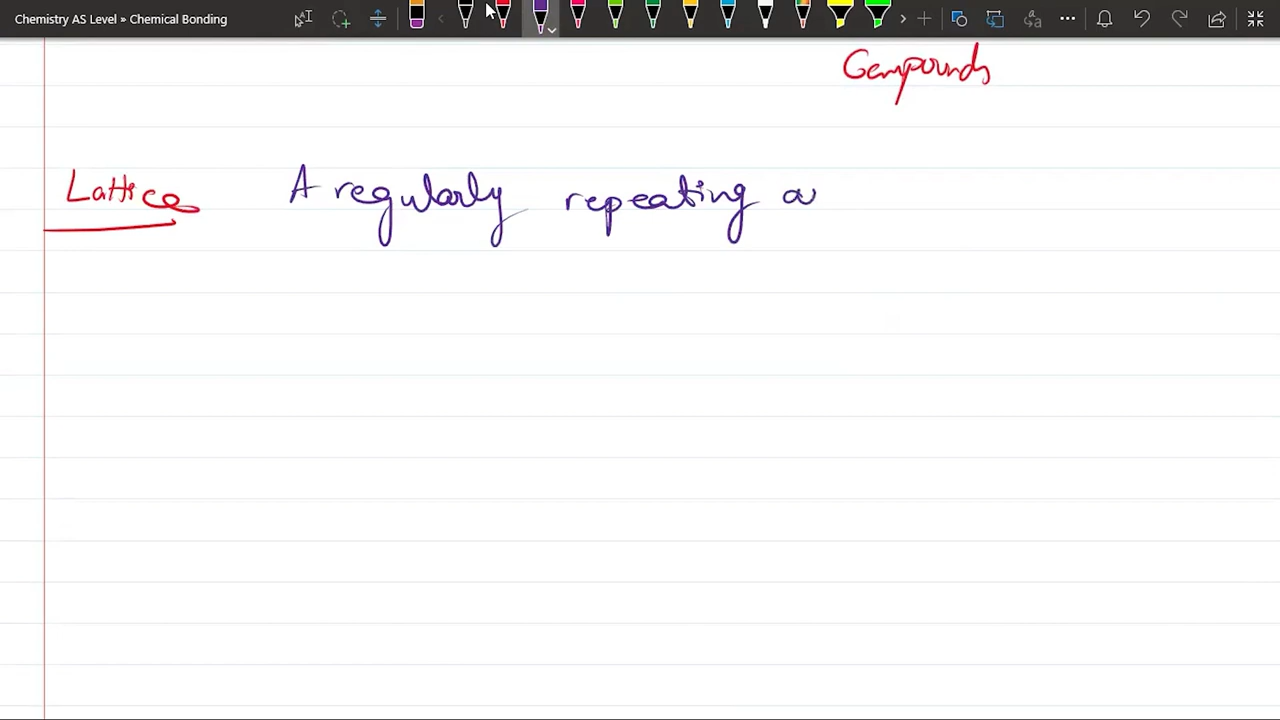 Chemistry AS Level » Chemical Bonding
Compounds
Lattice A regularly repeating a